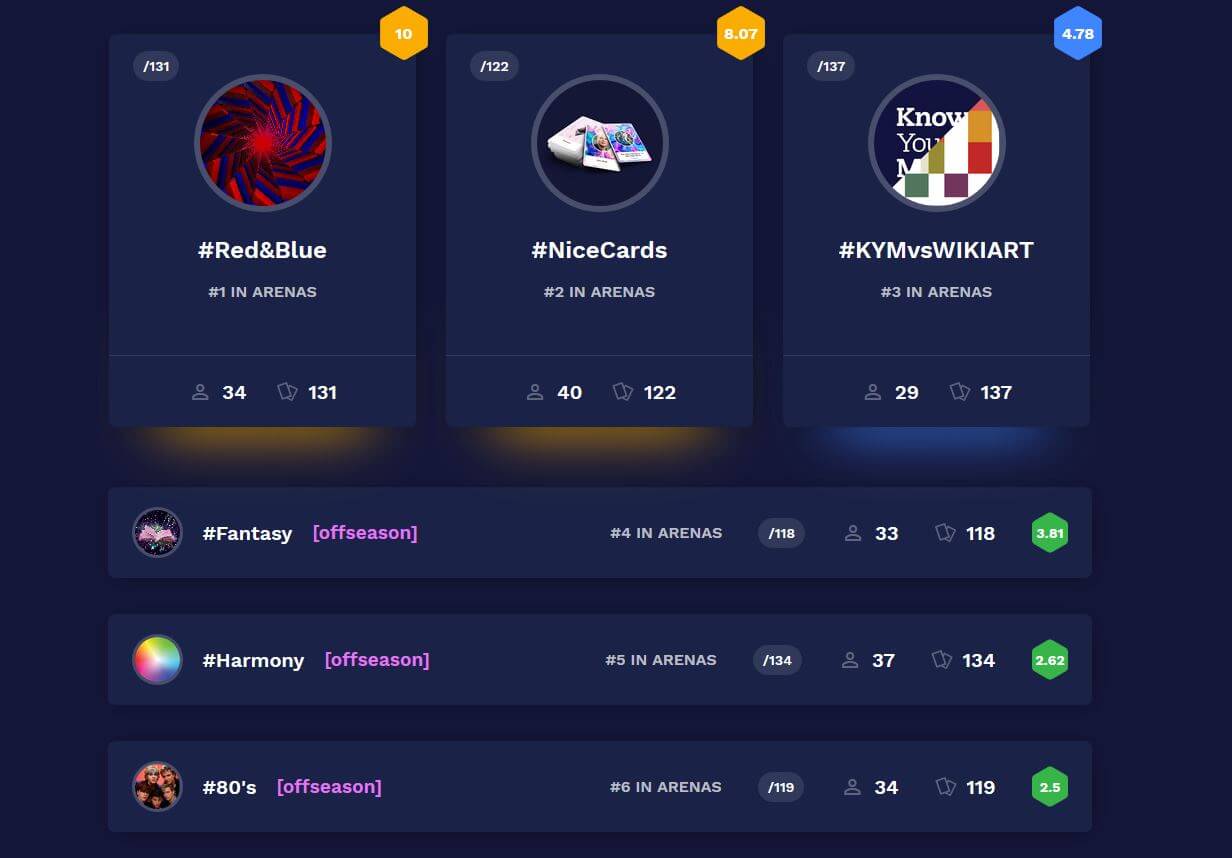 10
/131
#Red&Blue
#1 IN ARENAS
34 131
8.07
/122
#NiceCards
#2 IN ARENAS
40 122
4.78
/137
Know
You
M
#KYMvsWIKIART
#3 IN ARENAS
29 137
#Fantasy [offseason] #4 IN ARENAS /118 33 118 3.81
#Harmony [offseason] #5 IN ARENAS /134 37 134 2.62
#80's [offseason] #6 IN ARENAS /119 34 119 2.5